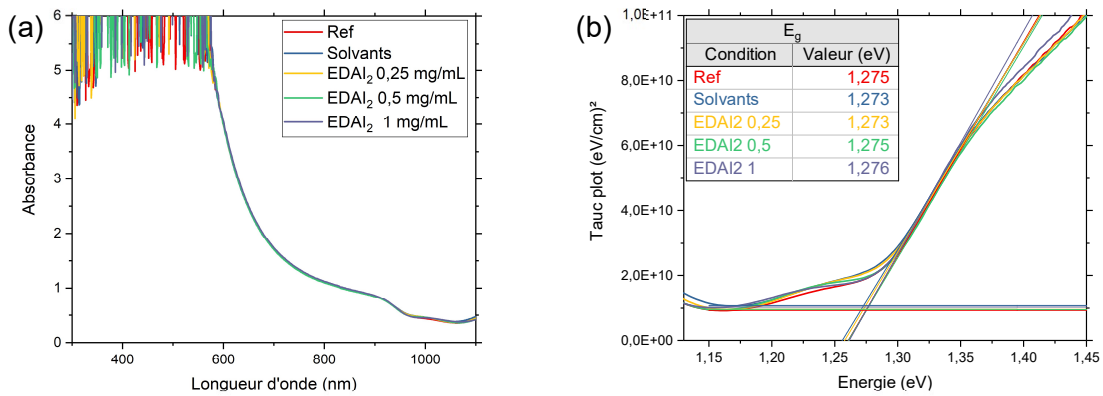 (a)
Ref
Solvants
EDAI₂ 0,25 mg/mL
EDAI₂ 0,5 mg/mL
EDAI₂ 1 mg/mL
Absorbance
6
5
4
3
2
1
0
400 600 800 1000
Longueur d'onde (nm)
(b)
E₉
Condition Valeur (eV)
Ref 1,275
Solvants 1,273
EDAI2 0,25 1,273
EDAI2 0,5 1,275
EDAI2 1 1,276
Tauc plot (eV/cm)²
1,0E+11
8,0E+10
6,0E+10
4,0E+10
2,0E+10
0,0E+00
1,15 1,20 1,25 1,30 1,35 1,40 1,45
Energie (eV)